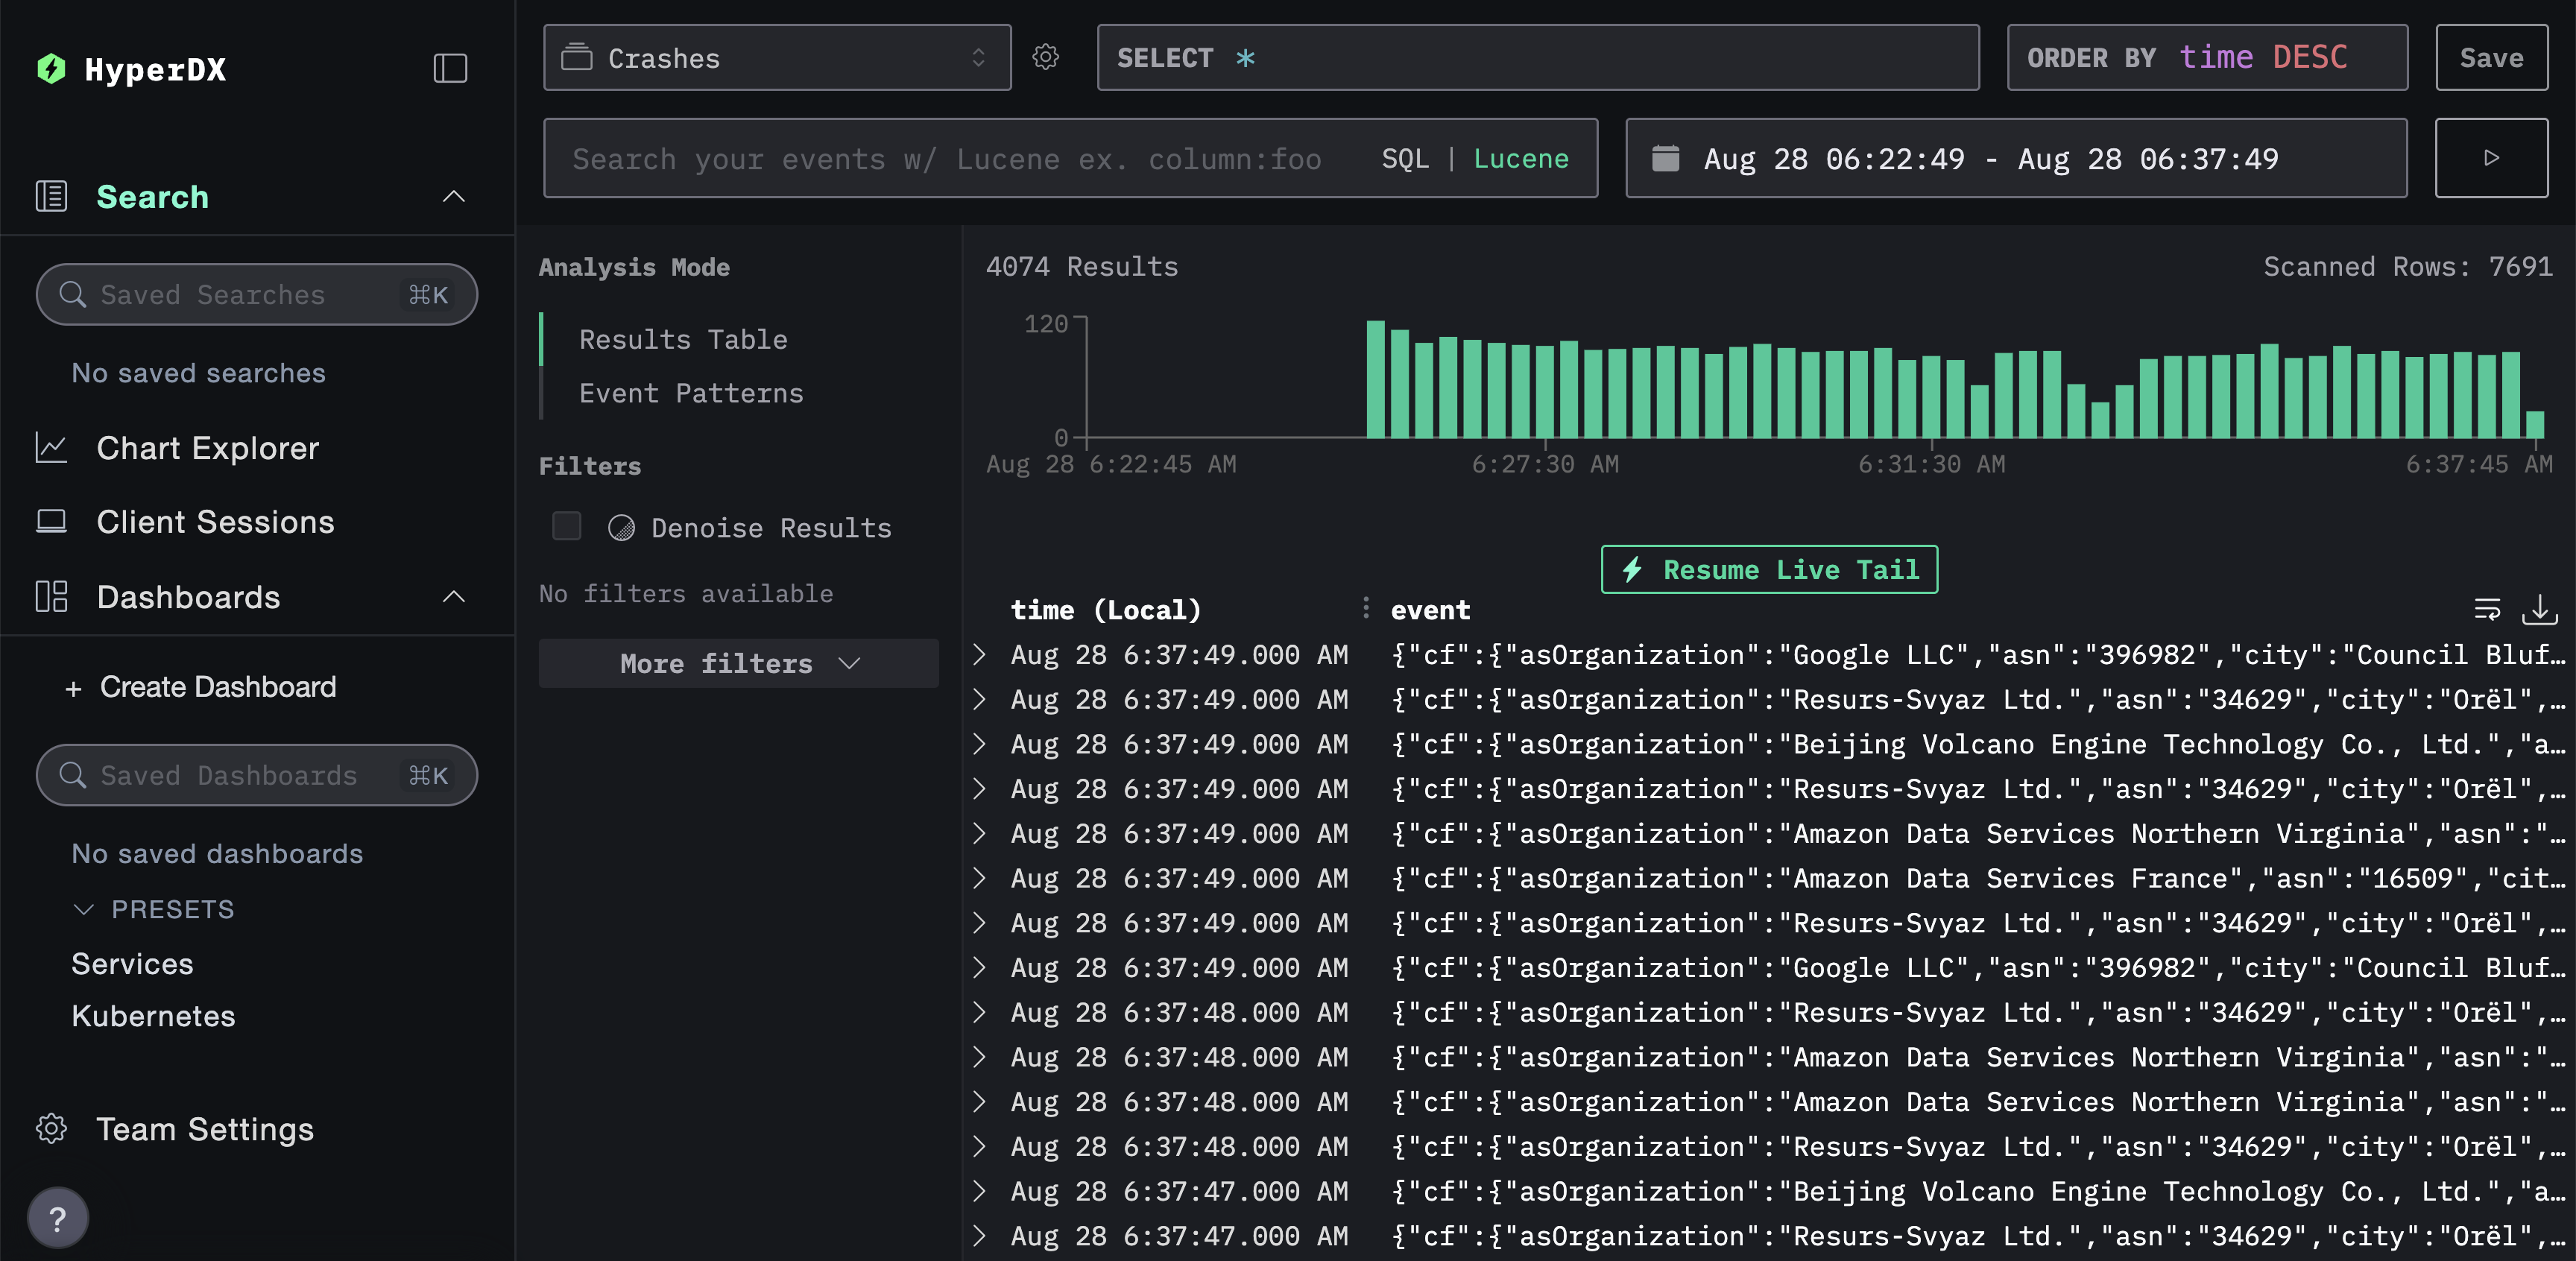 HyperDX
Search
Saved Searches ⌘K
No saved searches
Chart Explorer
Client Sessions
Dashboards
+ Create Dashboard
Saved Dashboards ⌘K
No saved dashboards
PRESETS
Services
Kubernetes
Team Settings
?
Crashes
SELECT *
ORDER BY time DESC
Save
Search your events w/ Lucene ex. column:foo
SQL | Lucene
Aug 28 06:22:49 - Aug 28 06:37:49
Analysis Mode
Results Table
Event Patterns
Filters
Denoise Results
No filters available
More filters
4074 Results
Scanned Rows: 7691
120
0
Aug 28 6:22:45 AM
6:27:30 AM
6:31:30 AM
6:37:45 AM
Resume Live Tail
time (Local) event
Aug 28 6:37:49.000 AM {"cf":{"asOrganization":"Google LLC","asn":"396982","city":"Council Bluf…
Aug 28 6:37:49.000 AM {"cf":{"asOrganization":"Resurs-Svyaz Ltd.","asn":"34629","city":"Orël",…
Aug 28 6:37:49.000 AM {"cf":{"asOrganization":"Beijing Volcano Engine Technology Co., Ltd.","a…
Aug 28 6:37:49.000 AM {"cf":{"asOrganization":"Resurs-Svyaz Ltd.","asn":"34629","city":"Orël",…
Aug 28 6:37:49.000 AM {"cf":{"asOrganization":"Amazon Data Services Northern Virginia","asn":"…
Aug 28 6:37:49.000 AM {"cf":{"asOrganization":"Amazon Data Services France","asn":"16509","cit…
Aug 28 6:37:49.000 AM {"cf":{"asOrganization":"Resurs-Svyaz Ltd.","asn":"34629","city":"Orël",…
Aug 28 6:37:49.000 AM {"cf":{"asOrganization":"Google LLC","asn":"396982","city":"Council Bluf…
Aug 28 6:37:48.000 AM {"cf":{"asOrganization":"Resurs-Svyaz Ltd.","asn":"34629","city":"Orël",…
Aug 28 6:37:48.000 AM {"cf":{"asOrganization":"Amazon Data Services Northern Virginia","asn":"…
Aug 28 6:37:48.000 AM {"cf":{"asOrganization":"Amazon Data Services Northern Virginia","asn":"…
Aug 28 6:37:48.000 AM {"cf":{"asOrganization":"Resurs-Svyaz Ltd.","asn":"34629","city":"Orël",…
Aug 28 6:37:47.000 AM {"cf":{"asOrganization":"Beijing Volcano Engine Technology Co., Ltd.","a…
Aug 28 6:37:47.000 AM {"cf":{"asOrganization":"Resurs-Svyaz Ltd.","asn":"34629","city":"Orël",…